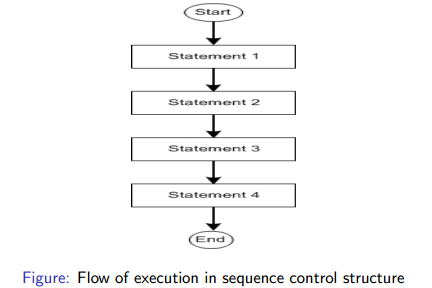 Start
Statement 1
Statement 2
Statement 3
Statement 4
End
Figure: Flow of execution in sequence control structure